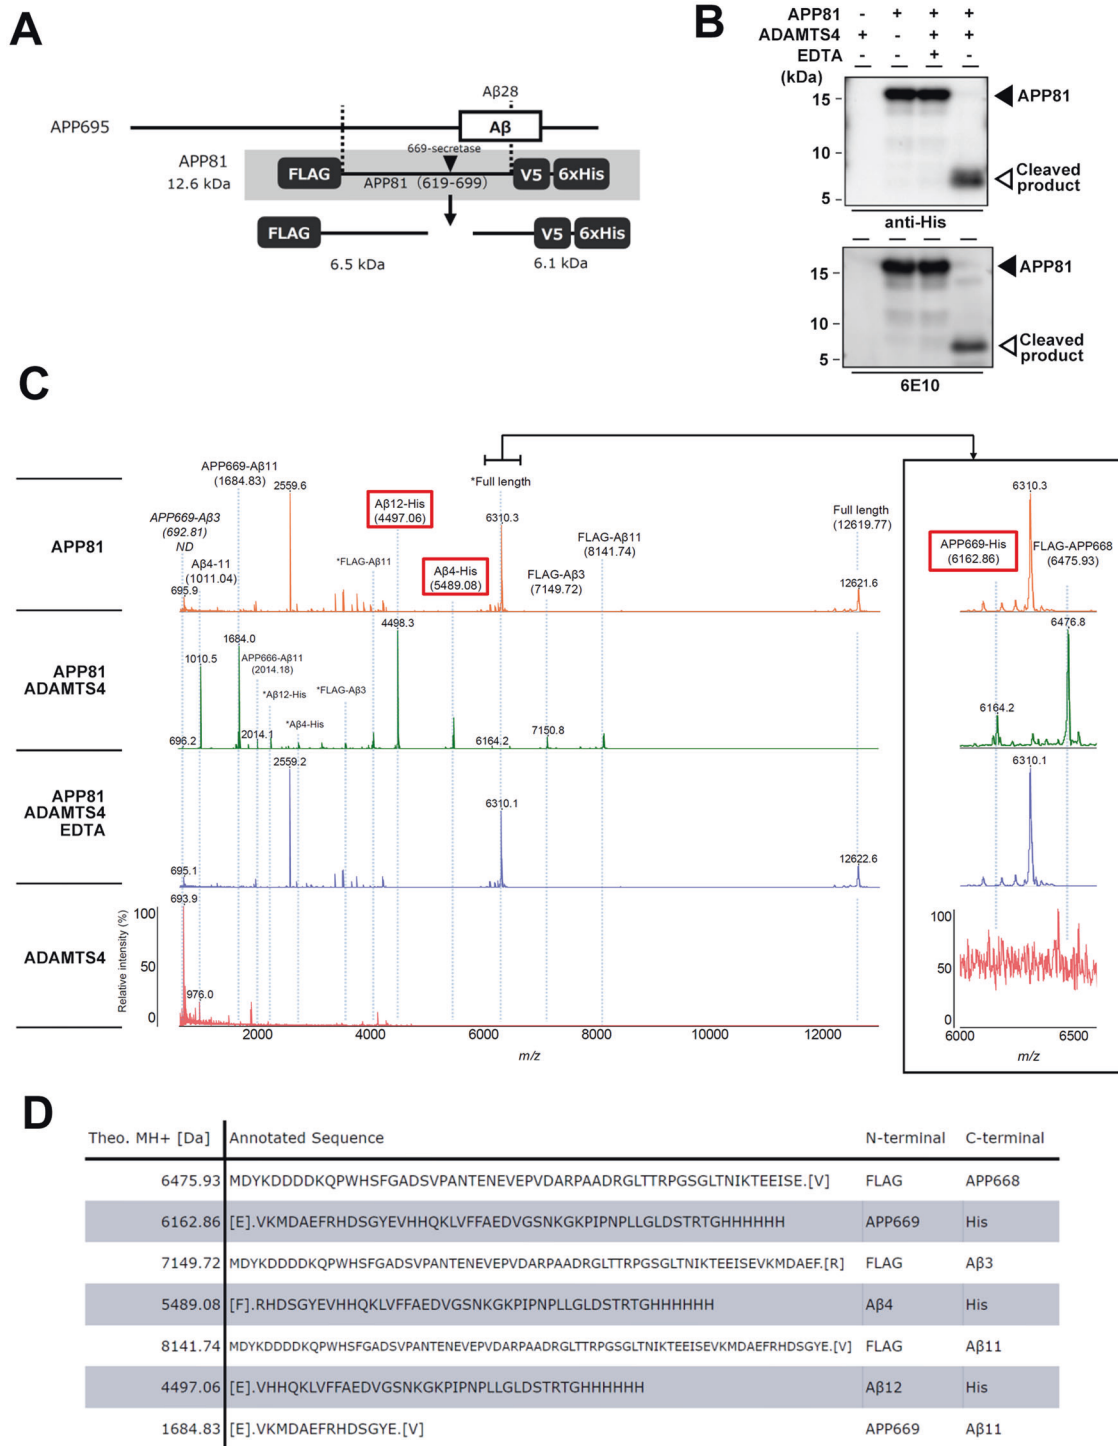 A
Aβ28
APP695
Aβ
669-secretase
APP81
12.6 kDa
FLAG
APP81 (619-699)
V5
6xHis
FLAG
V5
6xHis
6.5 kDa
6.1 kDa
B
APP81 - + + +
ADAMTS4 + - + +
EDTA + -
(kDa)
15
APP81
10
Cleaved
product
5
anti-His
15
APP81
10
Cleaved
product
5
6E10
C
APP81
APP669-Aβ3
(692.81)
ND
695.9
Aβ4-11
(1011.04)
APP669-Aβ11
(1684.83)
2559.6
*FLAG-Aβ11
Aβ12-His
(4497.06)
Aβ4-His
(5489.08)
*Full length
6310.3
FLAG-Aβ3
(7149.72)
FLAG-Aβ11
(8141.74)
Full length
(12619.77)
12621.6
6310.3
APP669-His
(6162.86)
FLAG-APP668
(6475.93)
APP81
ADAMTS4
696.2
1010.5
1684.0
APP666-Aβ11
(2014.18)
2014.1
*Aβ12-His
*Aβ4-His
*FLAG-Aβ3
4498.3
6164.2
7150.8
6164.2
6476.8
APP81
ADAMTS4
EDTA
695.1
2559.2
6310.1
12622.6
6310.1
ADAMTS4
Relative intensity (%)
100
50
0
693.9
976.0
2000 4000 6000 8000 10000 12000
m/z
100
50
0
6000 6500
m/z
D
Theo. MH+ [Da] Annotated Sequence N-terminal C-terminal
6475.93 MDYKDDDDKQPWHSFGADSVPANTENEVEPVDARPAADRGLTTRPGSGLTNIKTEEISE.[V] FLAG APP668
6162.86 [E].VKMDAEFRHDSGYEVHHQKLVFFAEDVGSNKGKPIPNPLLGLDSTRTGHHHHHH APP669 His
7149.72 MDYKDDDDKQPWHSFGADSVPANTENEVEPVDARPAADRGLTTRPGSGLTNIKTEEISEVKMDAEF.[R] FLAG Aβ3
5489.08 [F].RHDSGYEVHHQKLVFFAEDVGSNKGKPIPNPLLGLDSTRTGHHHHHH Aβ4 His
8141.74 MDYKDDDDKQPWHSFGADSVPANTENEVEPVDARPAADRGLTTRPGSGLTNIKTEEISEVKMDAEFRHDSGYE.[V] FLAG Aβ11
4497.06 [E].VHHQKLVFFAEDVGSNKGKPIPNPLLGLDSTRTGHHHHHH Aβ12 His
1684.83 [E].VKMDAEFRHDSGYE.[V] APP669 Aβ11